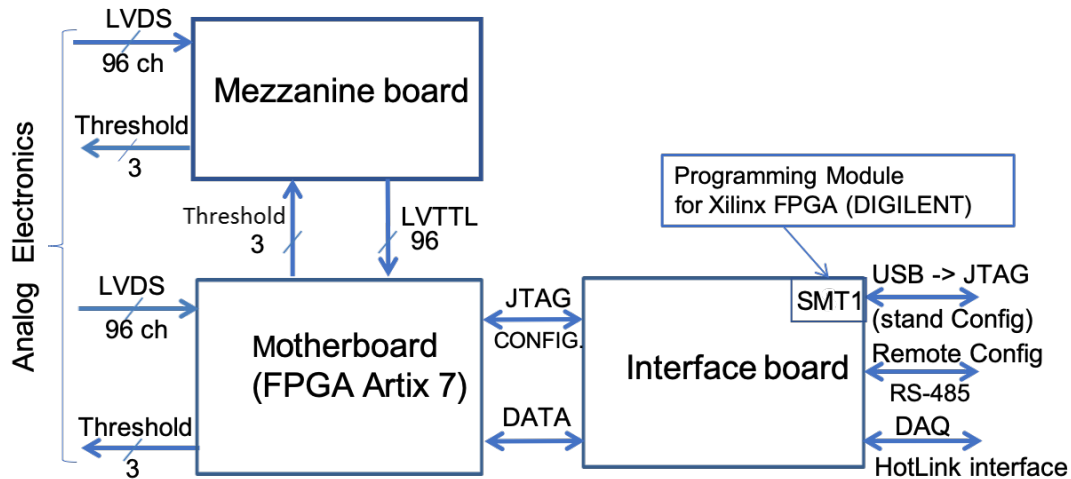 LVDS
96 ch
Mezzanine board
Threshold
3
Analog Electronics
Threshold
3
LVTTL
96
Programming Module
for Xilinx FPGA (DIGILENT)
LVDS
96 ch
Motherboard
(FPGA Artix 7)
Threshold
3
JTAG
CONFIG.
DATA
Interface board
SMT1
USB -> JTAG
(stand Config)
Remote Config
RS-485
DAQ
HotLink interface